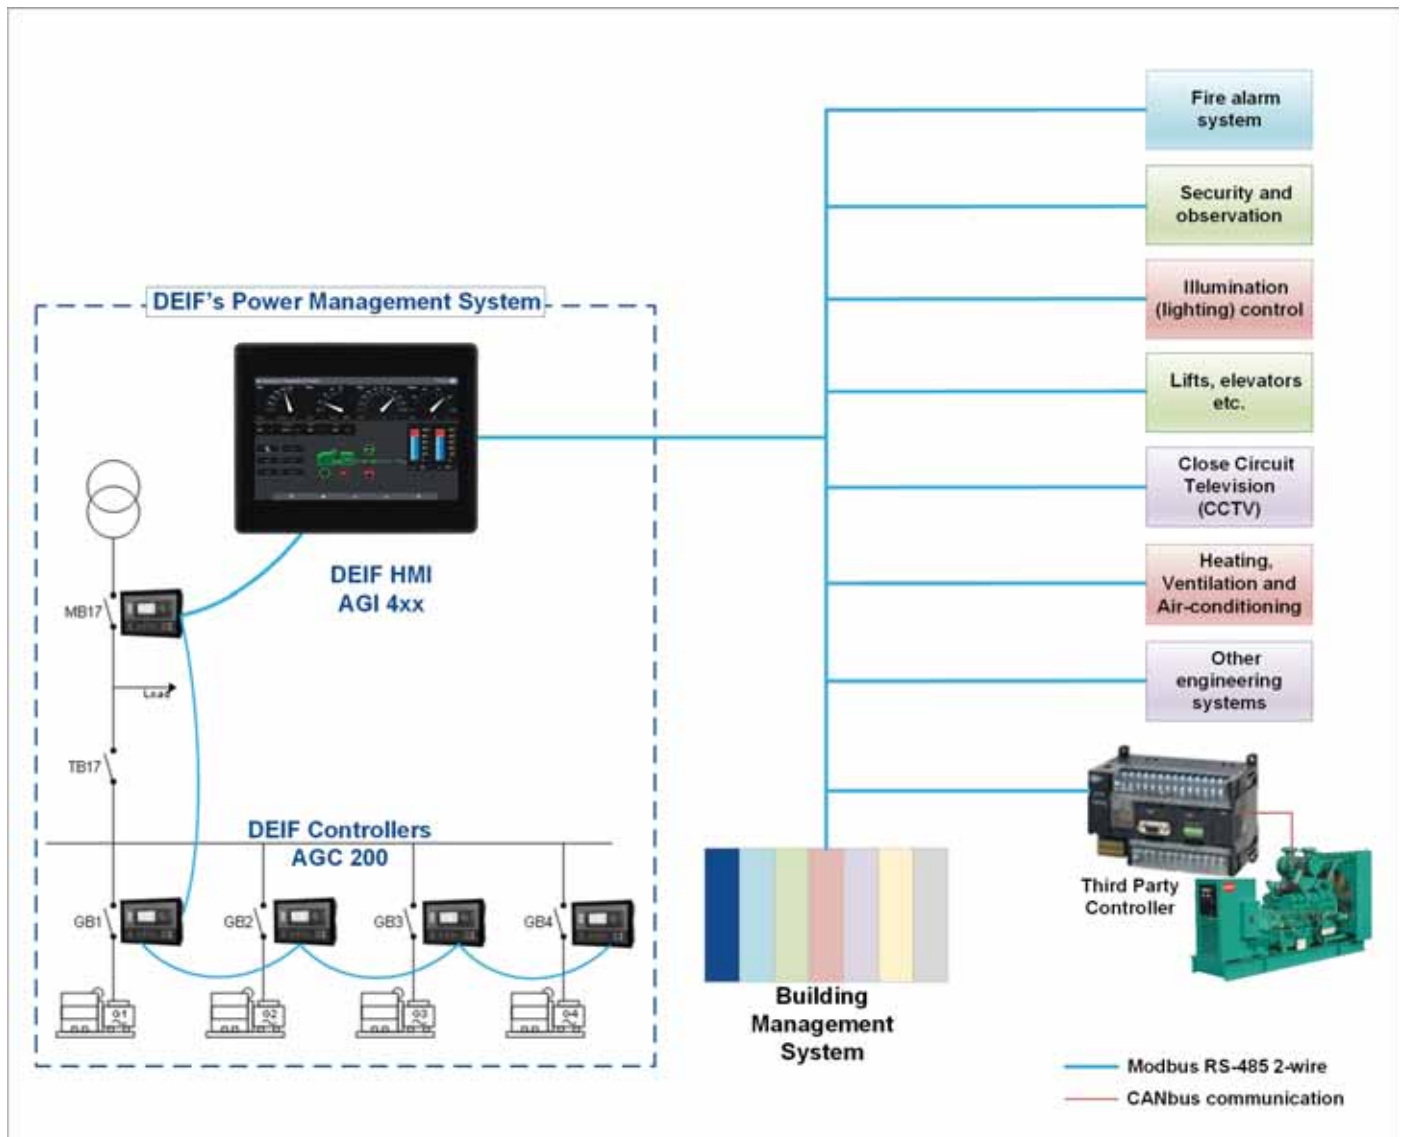 Fire alarm
system
Security and
observation
Illumination
(lighting) control
Lifts, elevators
etc.
Close Circuit
Television
(CCTV)
Heating,
Ventilation and
Air-conditioning
Other
engineering
systems
DEIF's Power Management System
DEIF HMI
AGI 4xx
MB17
Load
TB17
DEIF Controllers
AGC 200
GB1
GB2
GB3
GB4
G1
G2
G3
G4
Third Party
Controller
Building
Management
System
Modbus RS-485 2-wire
CANbus communication